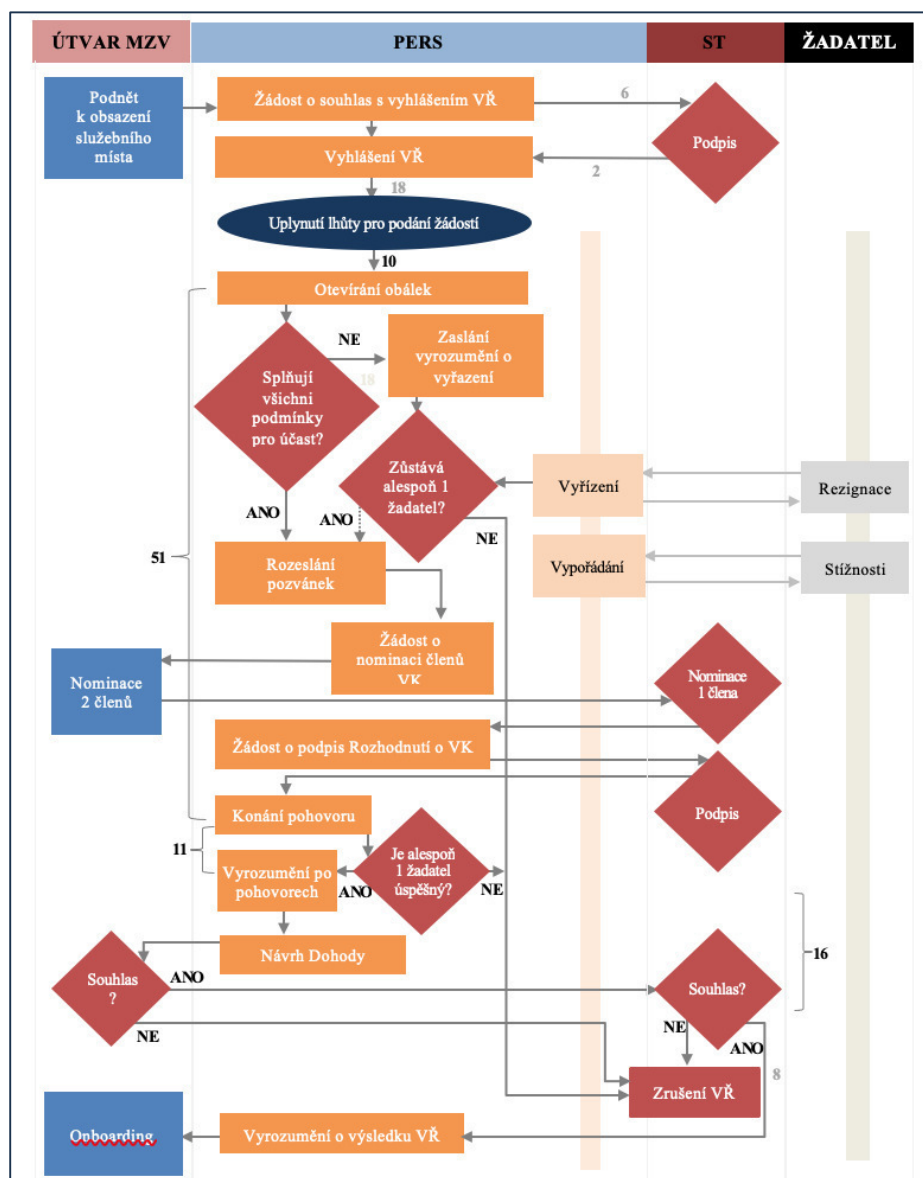 ÚTVAR MZV
PERS
ST
ŽADATEL
Podnět
k obsazení
služebního
místa
Žádost o souhlas s vyhlášením VŘ
6
Podpis
Vyhlášení VŘ
2
18
Uplynutí lhůty pro podání žádostí
10
Otevírání obálek
NE
Zaslání
vyrozumění o
vyřazení
18
Splňují
všichni
podmínky
pro účast?
Zůstává
alespoň 1
žadatel?
Vyřízení
Rezignace
ANO
ANO
NE
51
Rozeslání
pozvánek
Vypořádání
Stížnosti
Žádost o
nominaci členů
VK
Nominace
2 členů
Nominace
1 člena
Žádost o podpis Rozhodnutí o VK
Podpis
Konání pohovoru
11
Je alespoň
1 žadatel
úspěšný?
Vyrozumění po
pohovorech
ANO
NE
Návrh Dohody
16
Souhlas
?
ANO
Souhlas?
NE
NE
ANO
8
Zrušení VŘ
Onboarding
Vyrozumění o výsledku VŘ